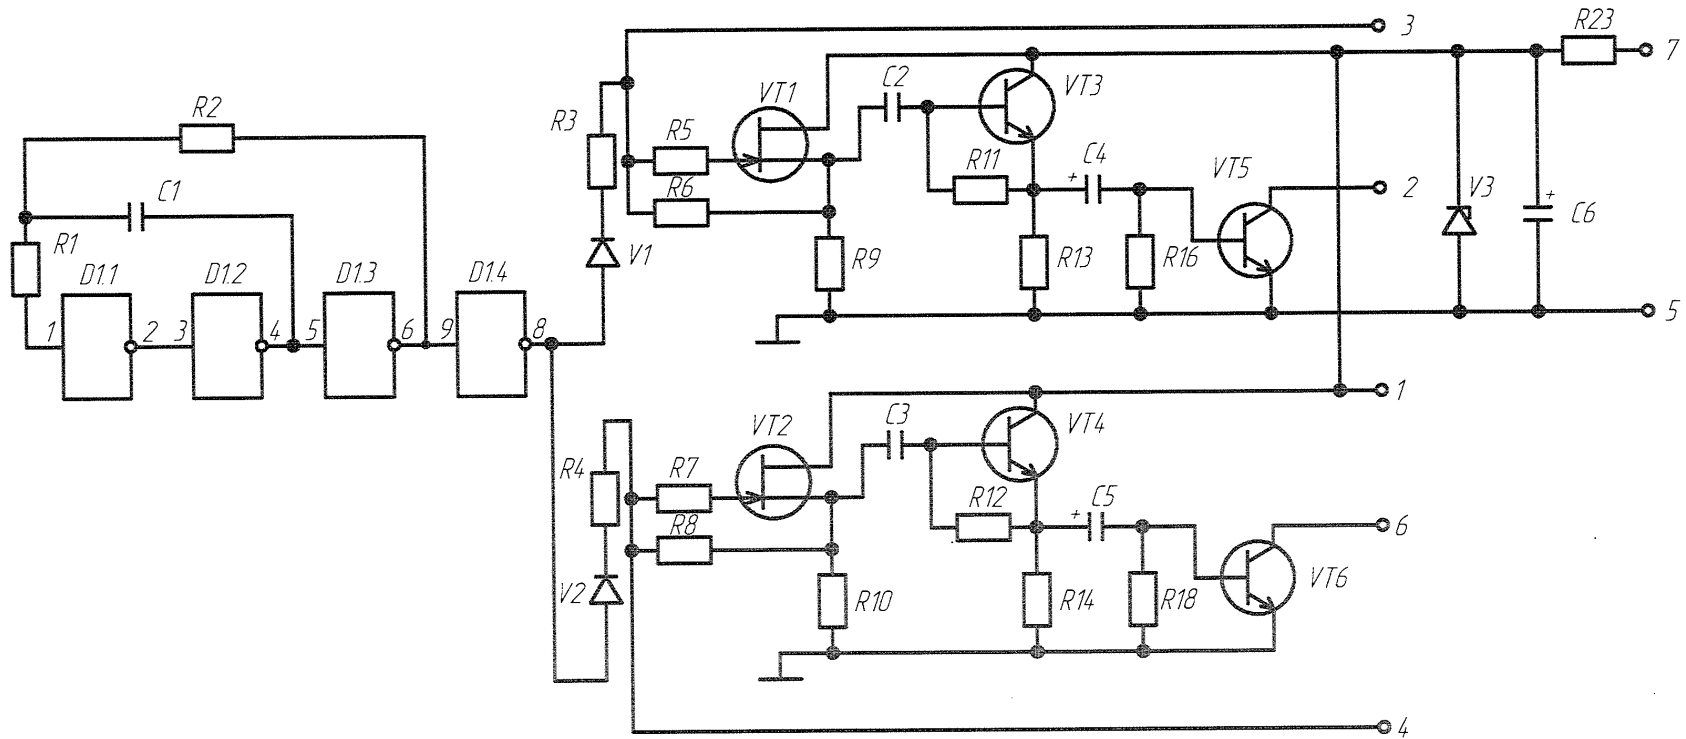 3
R23
7
R2
R3
VT1
C2
VT3
R5
R11
C4
VT5
C1
R6
2
V3
+
C6
R1
V1
R9
R13
R16
D1.1
D1.2
D1.3
D1.4
1
2
3
4
5
6
9
8
5
1
VT2
C3
VT4
R4
R7
R12
+
C5
R8
6
V2
R10
R14
R18
VT6
4
+